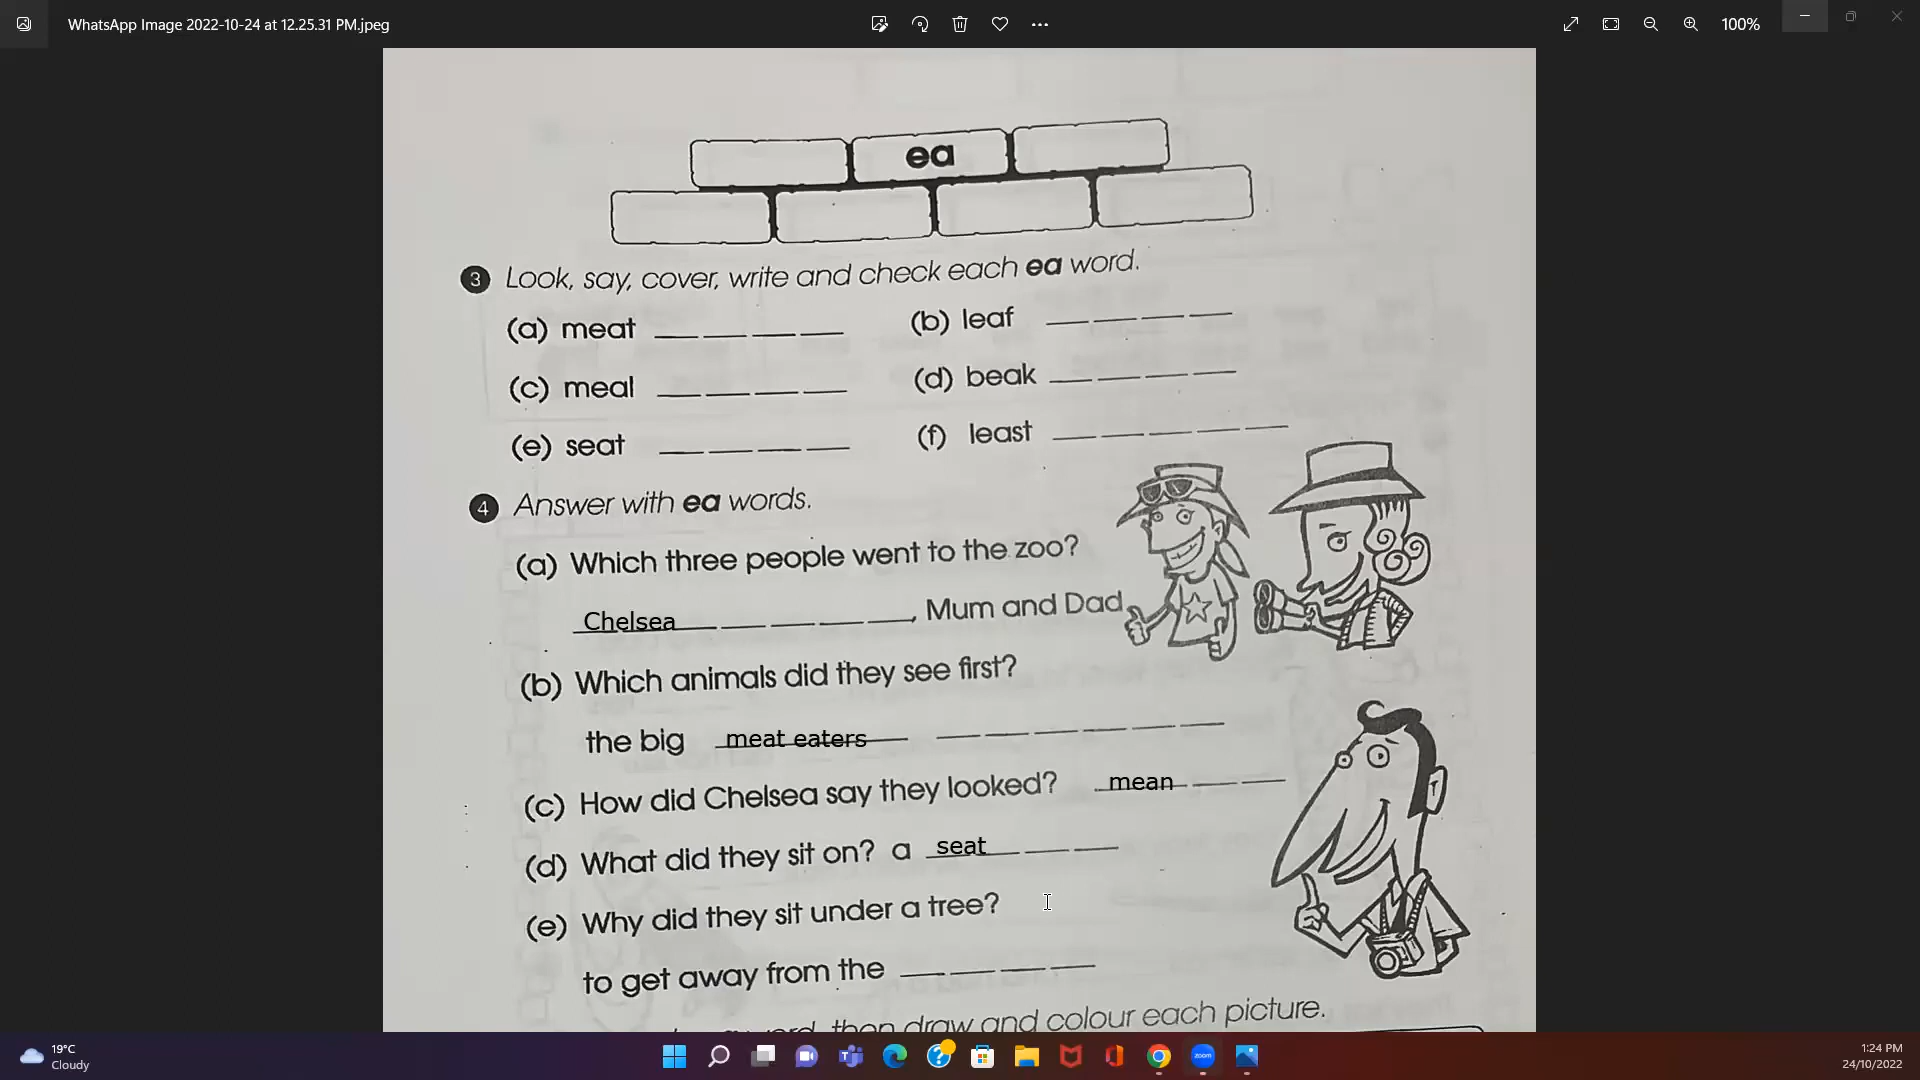 WhatsApp Image 2022-10-24 at 12.25.31 PM.jpeg
100%
ea
3 Look, say, cover, write and check each ea word.
(a) meat (b) leaf
(c) meal (d) beak
(e) seat (f) least
4 Answer with ea words.
(a) Which three people went to the zoo?
Chelsea , Mum and Dad
(b) Which animals did they see first?
the big meat eaters
(c) How did Chelsea say they looked? mean
(d) What did they sit on? a seat
(e) Why did they sit under a tree?
to get away from the
word, then draw and colour each picture.
19°C
Cloudy
zoom
1:24 PM
24/10/2022